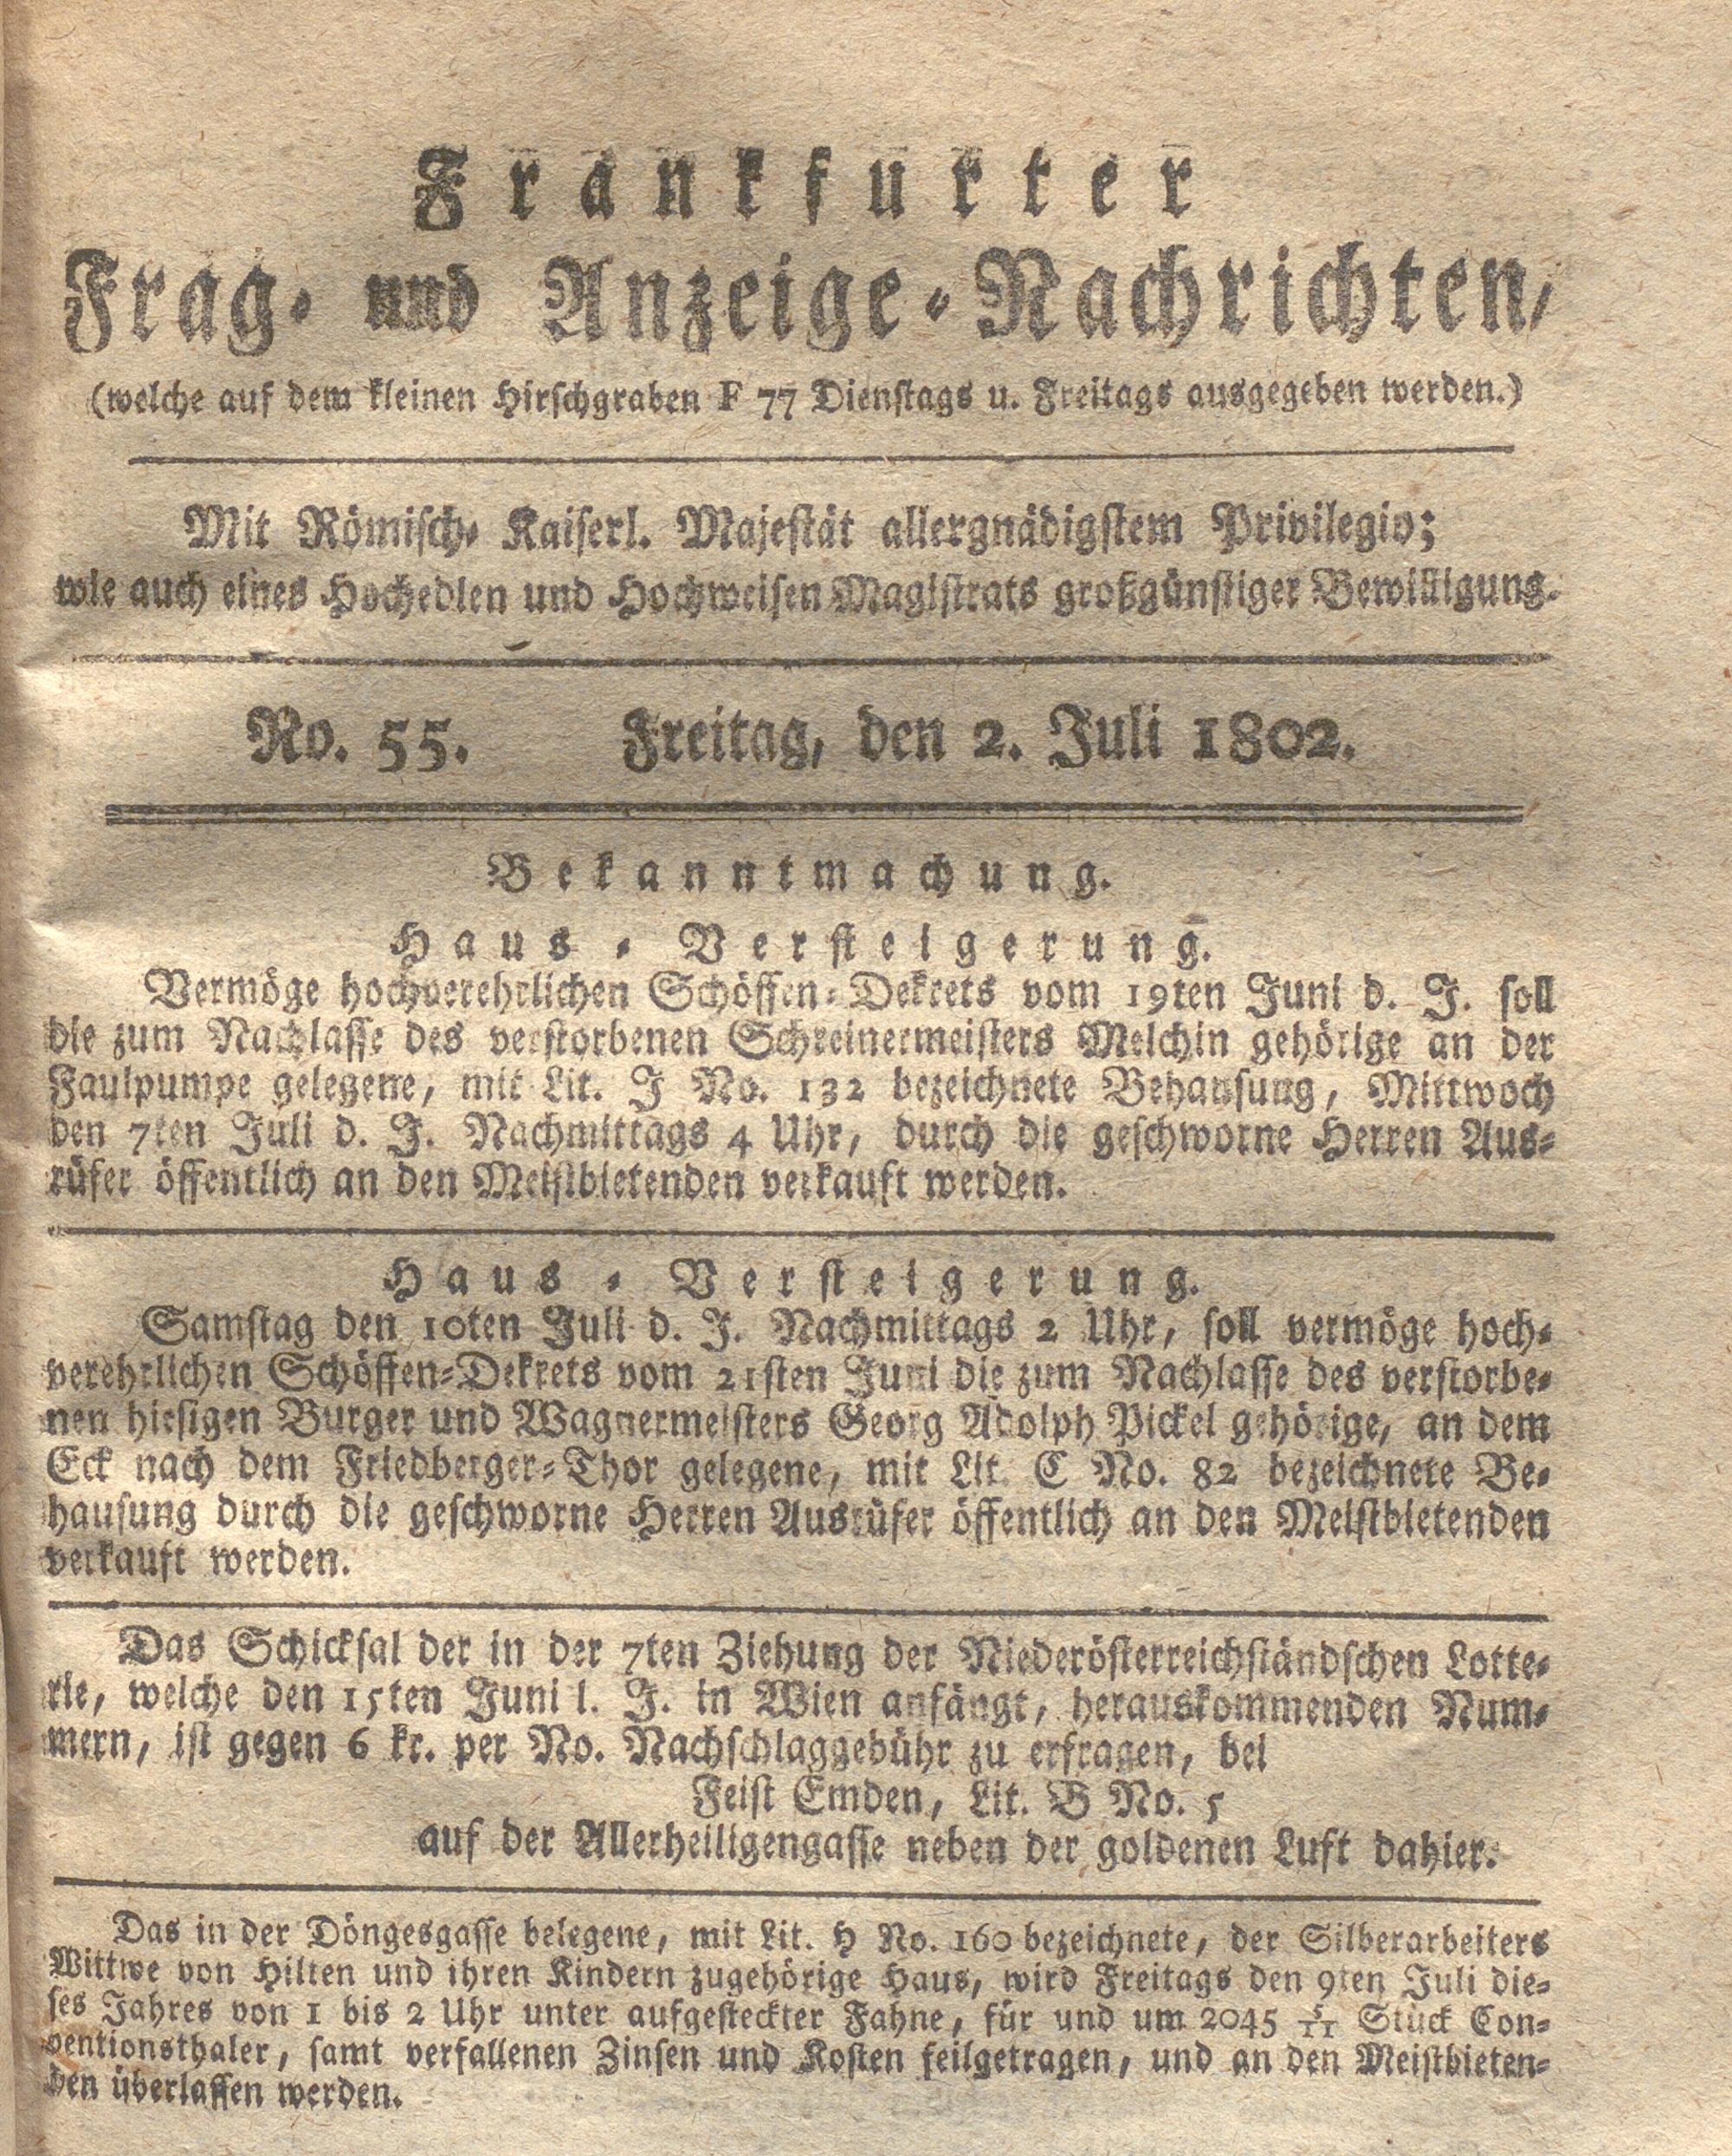 Frankfurter
Frag- und Anzeige-Nachrichten,
(welche auf dem kleinen Hirschgraben F 77 Dienstags u. Freitags ausgegeben werden.)
Mit Römisch- Kaiserl. Majestät allergnädigstem Privilegio;
wie auch eines Hochedlen und Hochweisen Magistrats großgünstiger Bewilligung.
No. 55. Freitag, den 2. Juli 1802.
Bekanntmachung.
Haus-Versteigerung.
Vermöge hochverehrlichen Schöffen-Dekrets vom 19ten Juni d. J. soll
die zum Nachlasse des verstorbenen Schreinermeisters Melchin gehörige an der
Faulpumpe gelegene, mit Lit. J No. 132 bezeichnete Behausung, Mittwoch
den 7ten Juli d. J. Nachmittags 4 Uhr, durch die geschworne Herren Aus-
rüfer öffentlich an den Meistbietenden verkauft werden.
Haus-Versteigerung.
Samstag den 10ten Juli d. J. Nachmittags 2 Uhr, soll vermöge hoch-
verehrlichen Schöffen-Dekrets vom 21sten Juni die zum Nachlasse des verstorbe-
nen hiesigen Burger und Wagnermeisters Georg Adolph Pickel gehörige, an dem
Eck nach dem Friedberger-Thor gelegene, mit Lit. C No. 82 bezeichnete Be-
hausung durch die geschworne Herren Ausrüfer öffentlich an den Meistbietenden
verkauft werden.
Das Schicksal der in der 7ten Ziehung der Niederösterreichständschen Lotte-
rie, welche den 15ten Juni l. J. in Wien anfängt, herauskommenden Num-
mern, ist gegen 6 kr. per No. Nachschlaggebühr zu erfragen, bei
Feist Emden, Lit. B No. 5
auf der Allerheiligengasse neben der goldenen Luft dahier.
Das in der Döngesgasse belegene, mit Lit. H No. 160 bezeichnete, der Silberarbeiters
Wittwe von Hilten und ihren Kindern zugehörige Haus, wird Freitags den 9ten Juli die-
ses Jahres von 1 bis 2 Uhr unter aufgesteckter Fahne, für und um 2045 5/11 Stück Con-
ventionsthaler, samt verfallenen Zinsen und Kosten feilgetragen, und an den Meistbieten-
den überlassen werden.